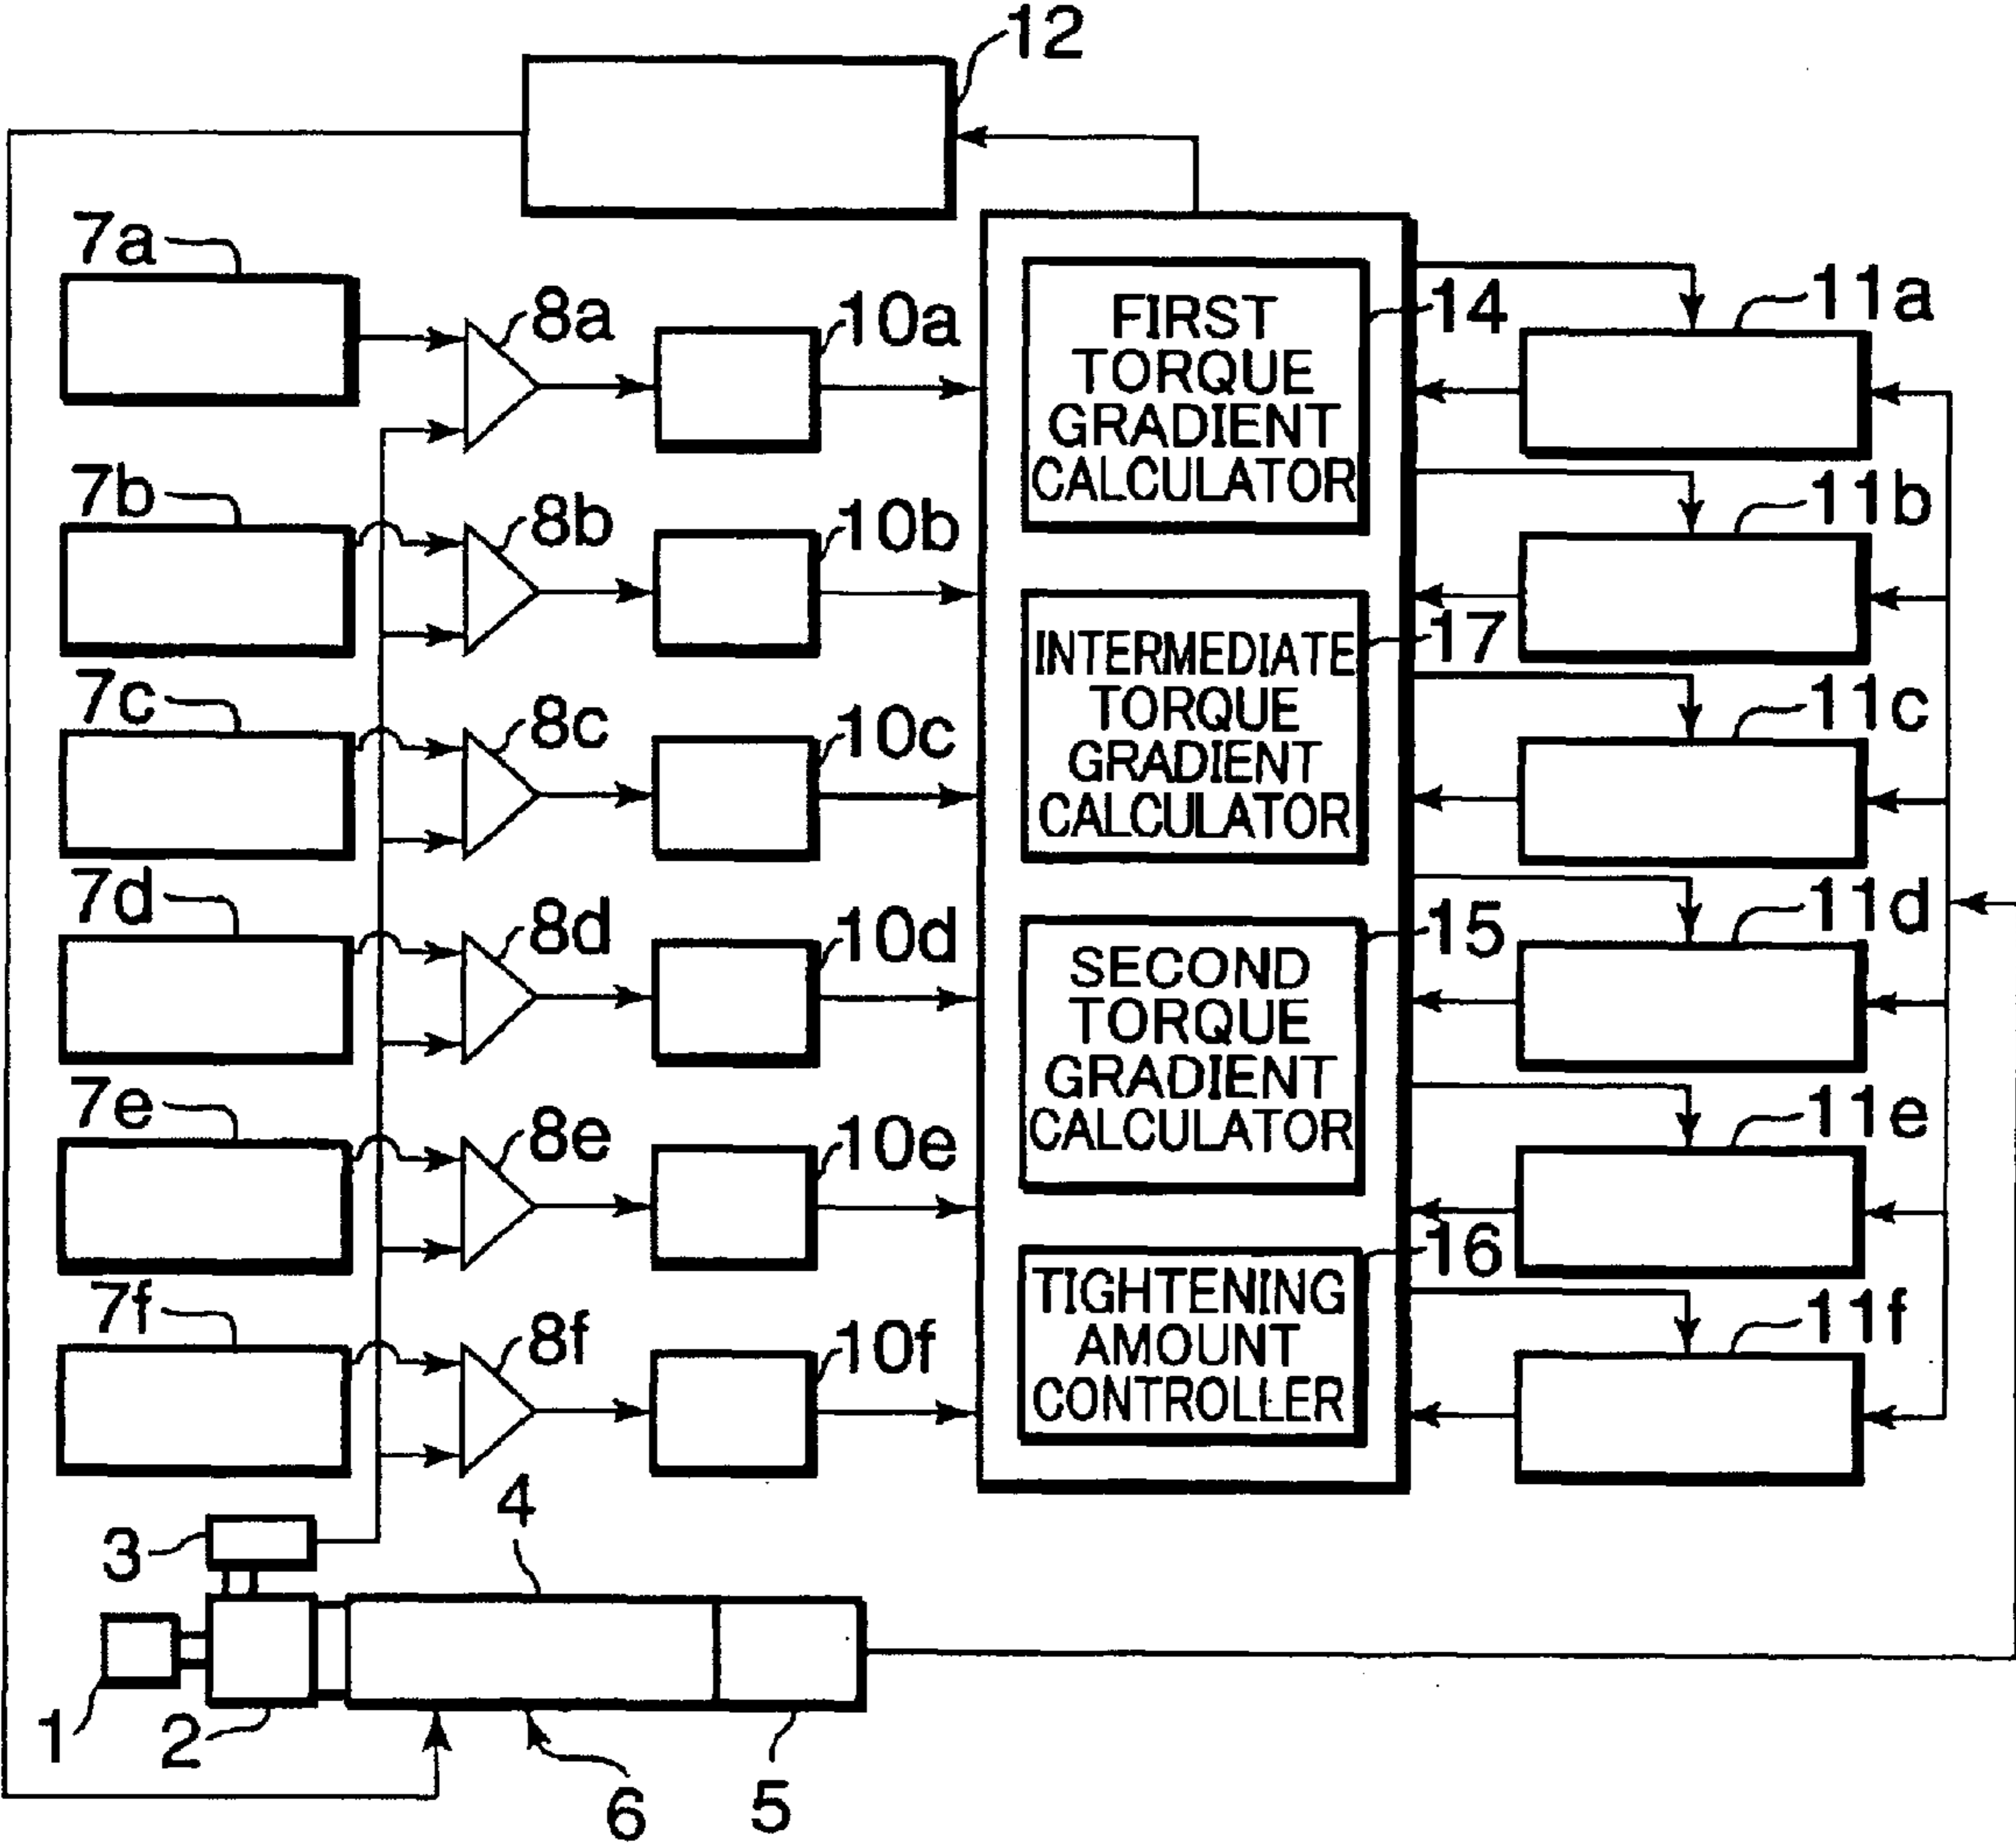 12
7a
8a
10a
FIRST
TORQUE
GRADIENT
CALCULATOR
14
11a
7b
8b
10b
11b
7c
8c
10c
INTERMEDIATE
TORQUE
GRADIENT
CALCULATOR
17
11c
7d
8d
10d
SECOND
TORQUE
GRADIENT
CALCULATOR
15
11d
7e
8e
10e
11e
7f
8f
10f
TIGHTENING
AMOUNT
CONTROLLER
16
11f
3
4
1
2
6
5